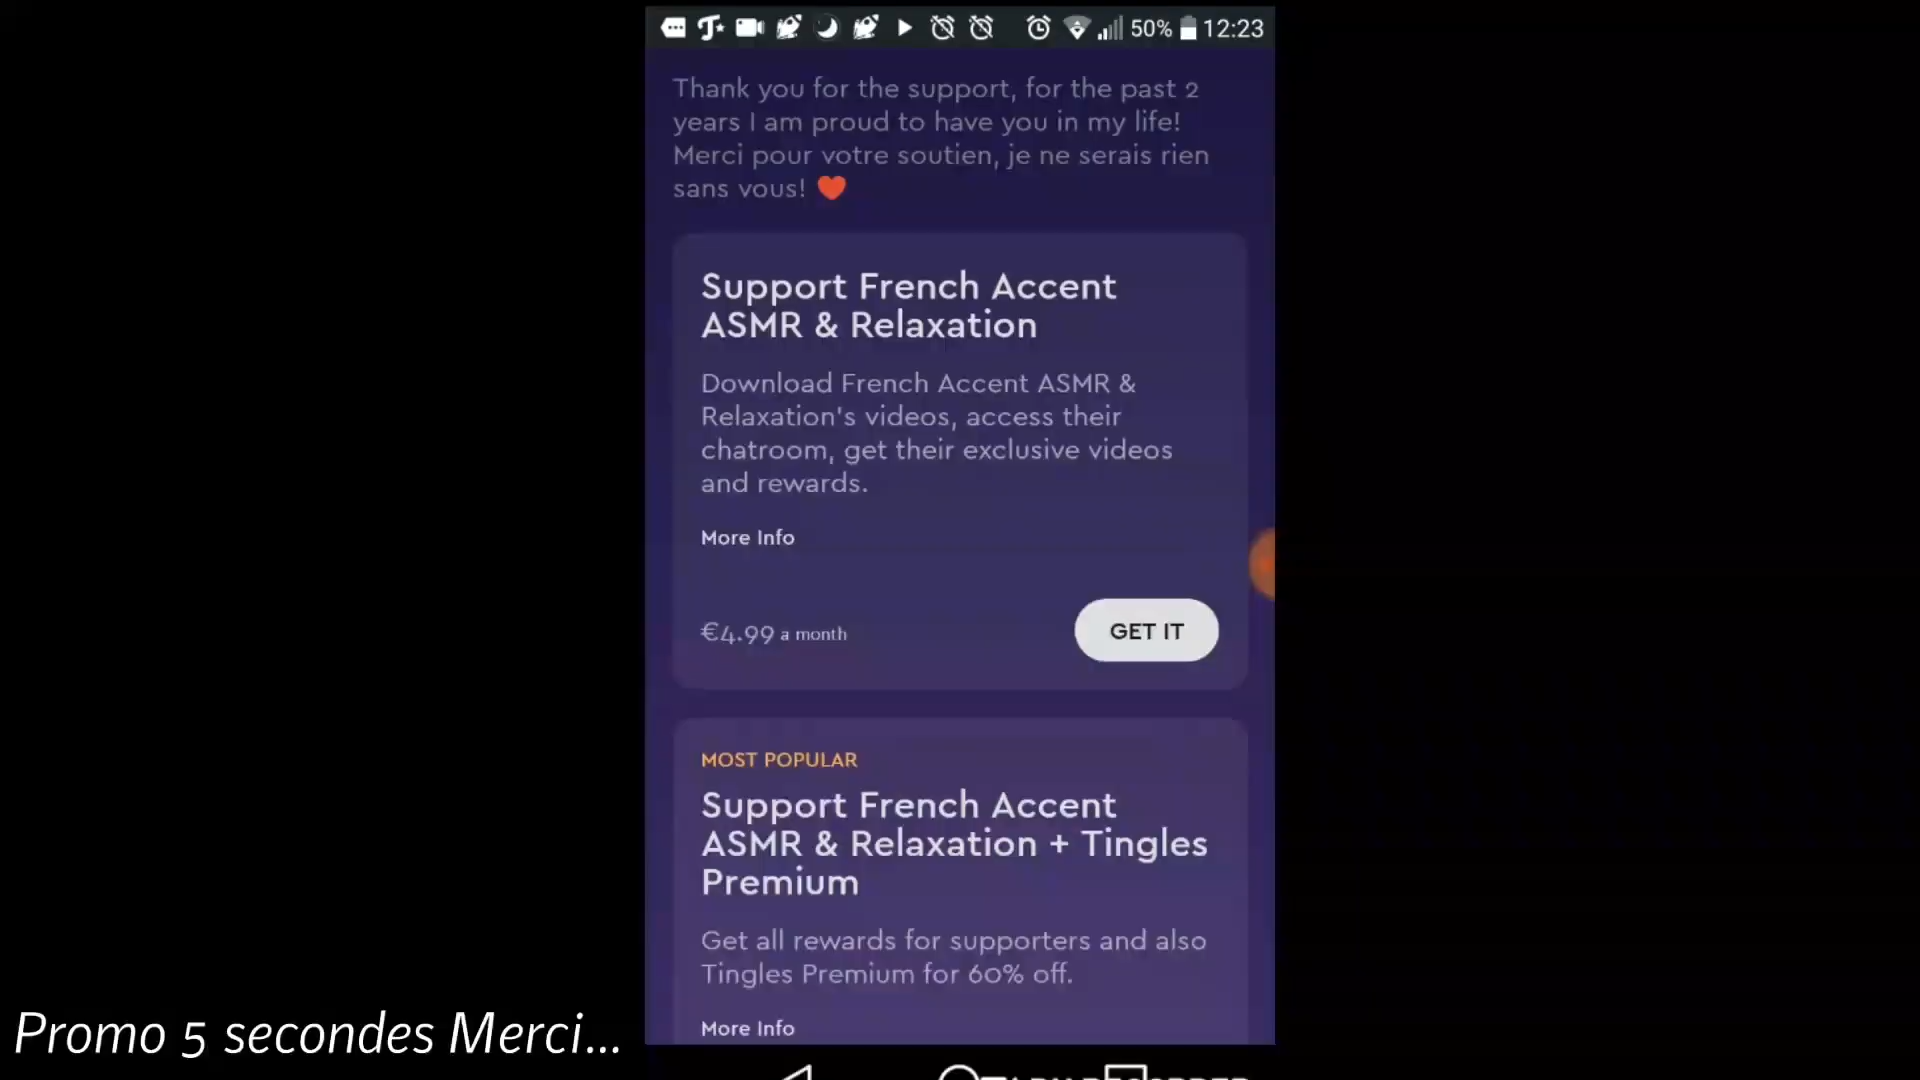 50% 12:23
Thank you for the support, for the past 2
years I am proud to have you in my life!
Merci pour votre soutien, je ne serais rien
sans vous! ❤️
Support French Accent
ASMR & Relaxation
Download French Accent ASMR &
Relaxation's videos, access their
chatroom, get their exclusive videos
and rewards.
More Info
€4.99 a month
GET IT
MOST POPULAR
Support French Accent
ASMR & Relaxation + Tingles
Premium
Get all rewards for supporters and also
Tingles Premium for 60% off.
More Info
Promo 5 secondes Merci...